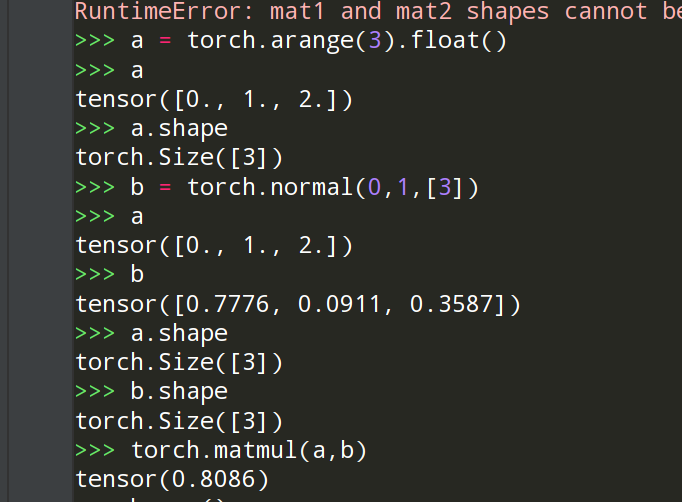 RuntimeError: mat1 and mat2 shapes cannot
>>> a = torch.arange(3).float()
>>> a
tensor([0., 1., 2.])
>>> a.shape
torch.Size([3])
>>> b = torch.normal(0,1,[3])
>>> a
tensor([0., 1., 2.])
>>> b
tensor([0.7776, 0.0911, 0.3587])
>>> a.shape
torch.Size([3])
>>> b.shape
torch.Size([3])
>>> torch.matmul(a,b)
tensor(0.8086)